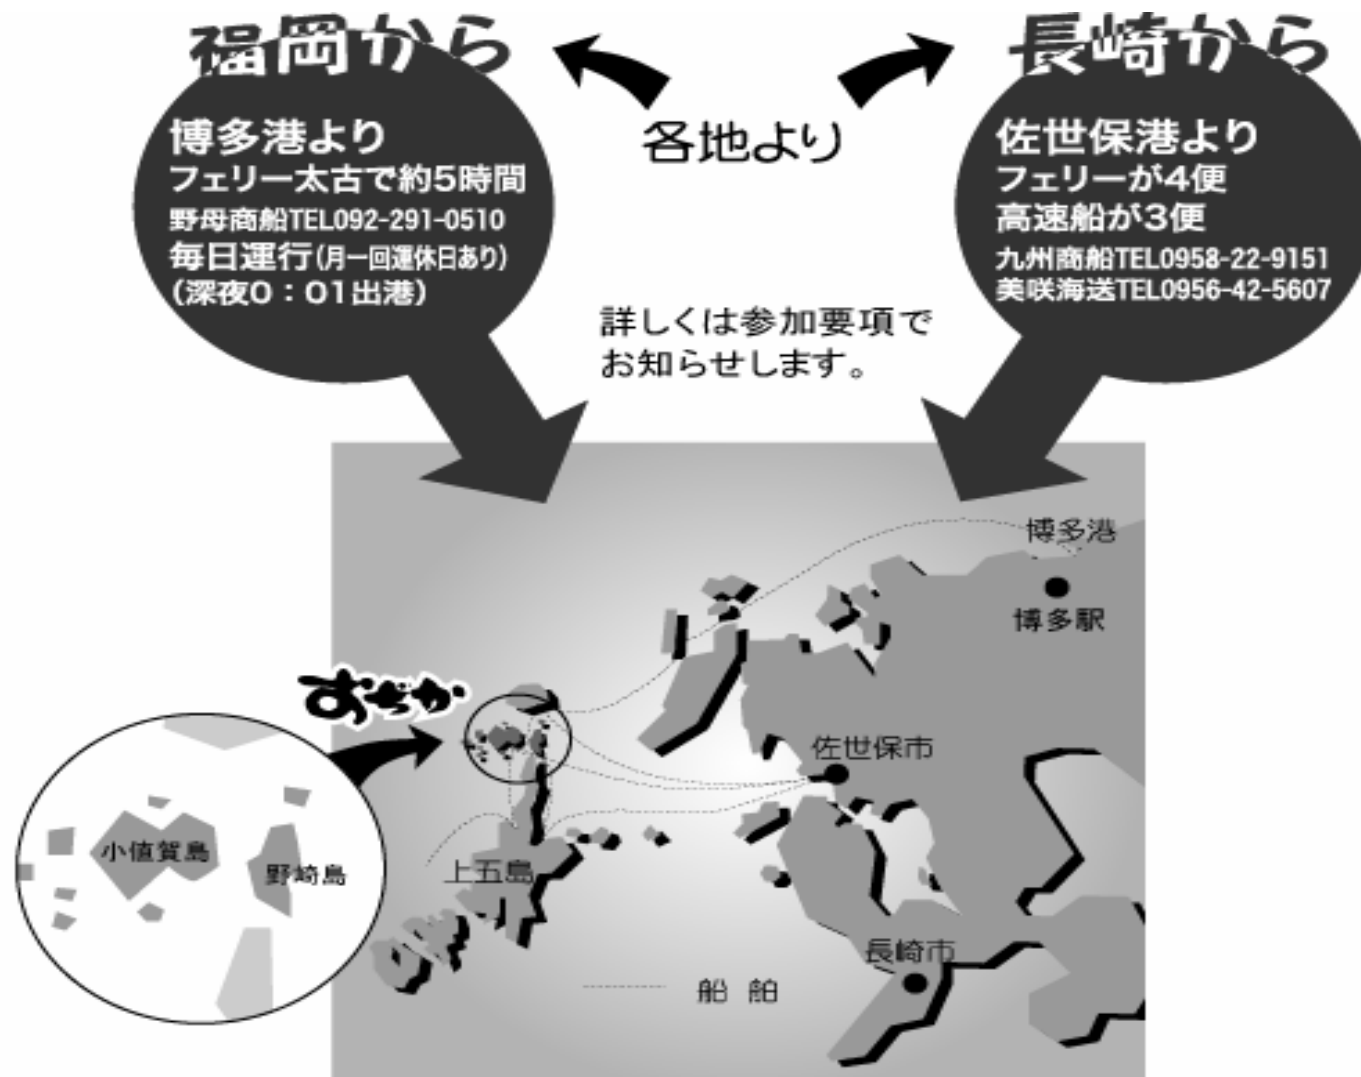 福岡から
博多港より
フェリー太古で約5時間
野母商船TEL092-291-0510
毎日運行(月一回運休日あり)
(深夜0:01出港)
各地より
詳しくは参加要項で
お知らせします。
長崎から
佐世保港より
フェリーが4便
高速船が3便
九州商船TEL0958-22-9151
美咲海送TEL0956-42-5607
博多港
博多駅
おぢか
佐世保市
小値賀島
野崎島
上五島
長崎市
船舶